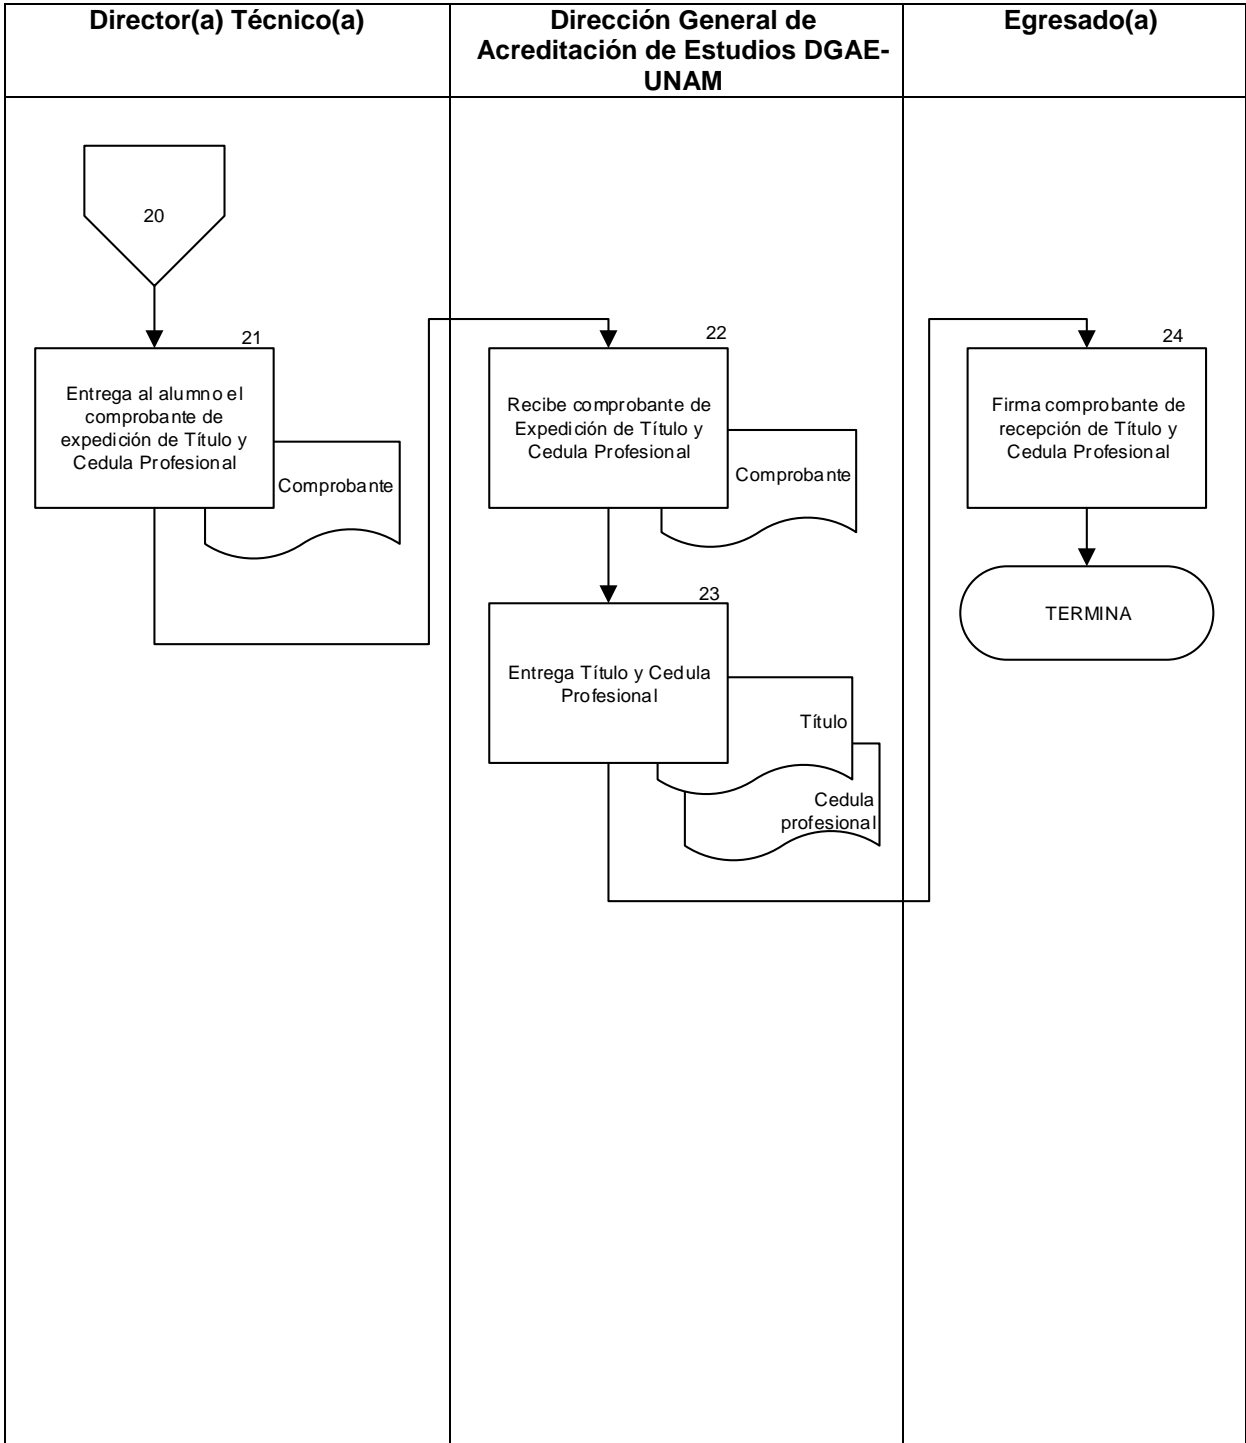 Director(a) Técnico(a)
Dirección General de
Acreditación de Estudios DGAE-
UNAM
Egresado(a)
20
21
Entrega al alumno el
comprobante de
expedición de Título y
Cedula Profesional
Comprobante
22
Recibe comprobante de
Expedición de Título y
Cedula Profesional
Comprobante
23
Entrega Título y Cedula
Profesional
Título
Cedula
profesional
24
Firma comprobante de
recepción de Título y
Cedula Profesional
TERMINA